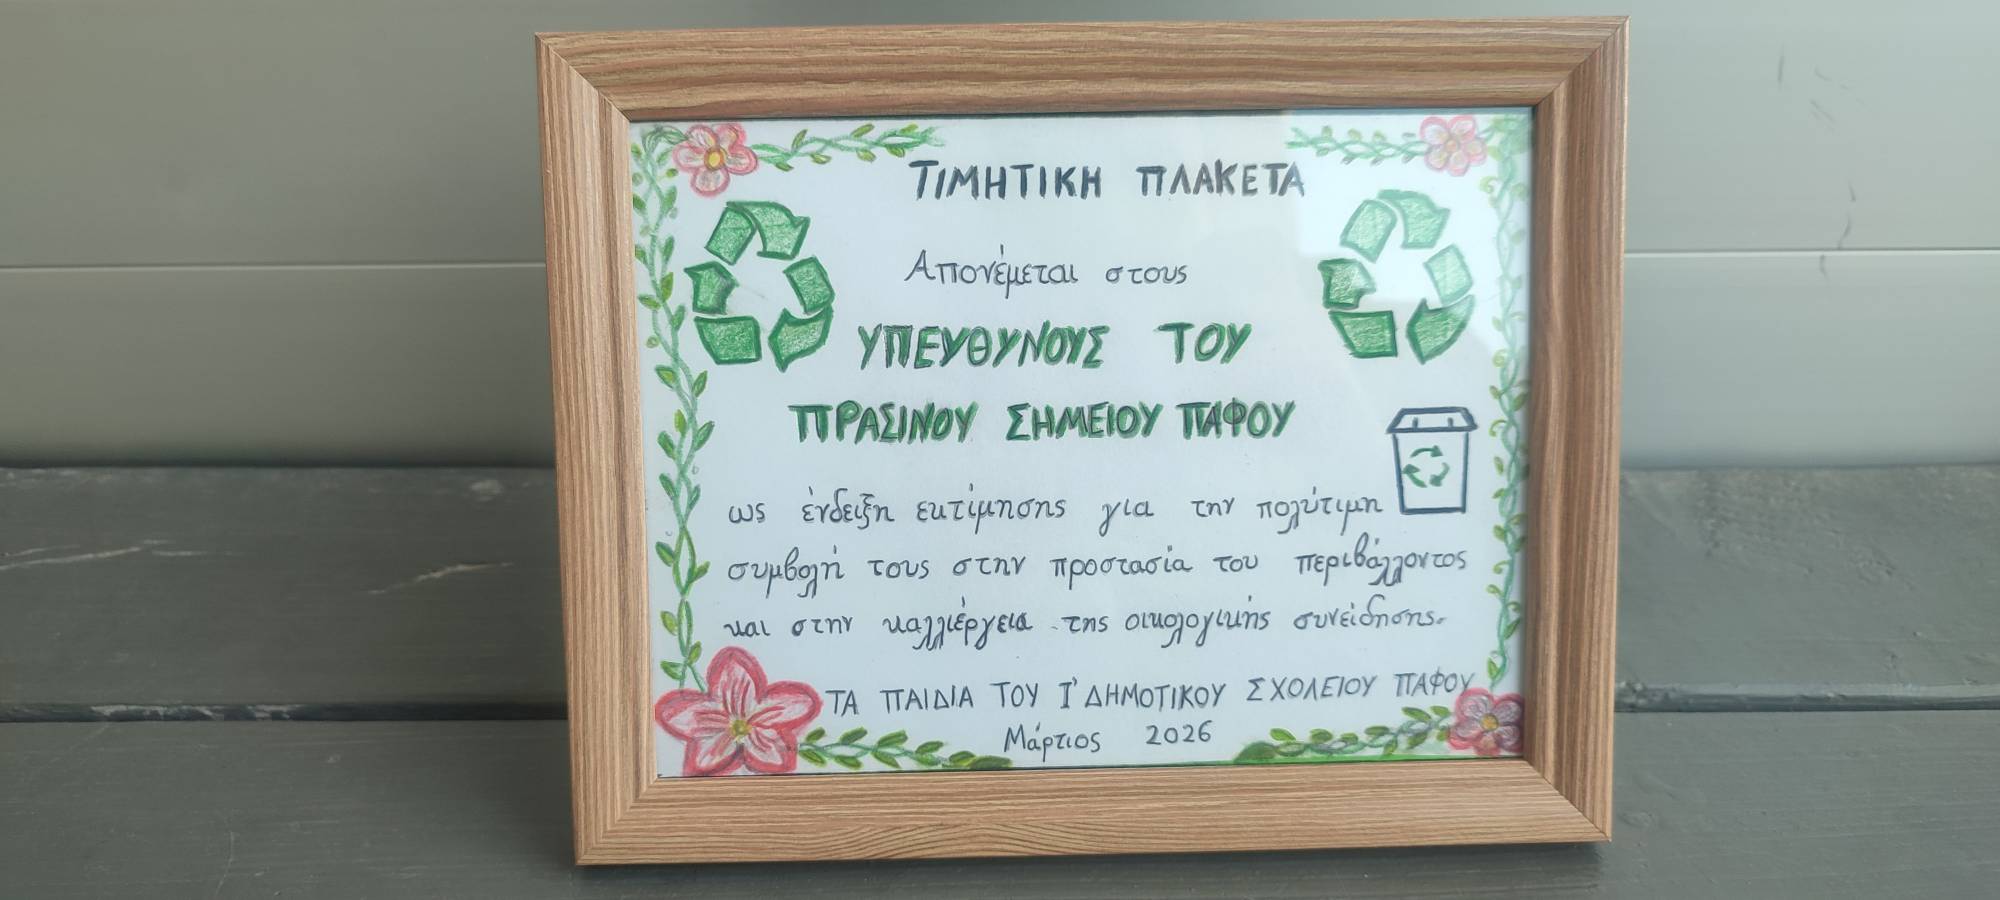 ΤΙΜΗΤΙΚΗ ΠΛΑΚΕΤΑ
Απονέμεται στους
ΥΠΕΥΘΥΝΟΥΣ ΤΟΥ
ΠΡΑΣΙΝΟΥ ΣΗΜΕΙΟΥ ΠΑΦΟΥ
ως ένδειξη εκτίμησης για την πολύτιμη
συμβολή τους στην προστασία του περιβάλλοντος
και στην καλλιέργεια της οικολογικής συνείδησης.
ΤΑ ΠΑΙΔΙΑ ΤΟΥ Ι' ΔΗΜΟΤΙΚΟΥ ΣΧΟΛΕΙΟΥ ΠΑΦΟΥ
Μάρτιος 2026